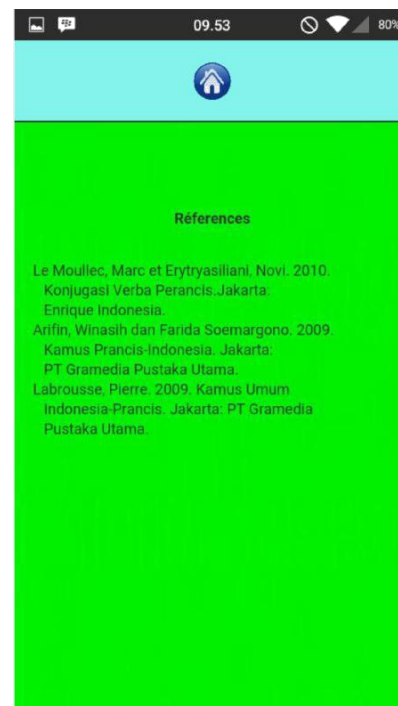 09.53
80%
Réferences
Le Moullec, Marc et Erytryasiliani, Novi. 2010.
Konjugasi Verba Perancis.Jakarta.
Enrique Indonesia.
Arifin, Winasih dan Farida Soemargono. 2009.
Kamus Prancis-Indonesia. Jakarta:
PT Gramedia Pustaka Utama.
Labrousse, Pierre. 2009. Kamus Umum
Indonesia-Prancis. Jakarta: PT Gramedia
Pustaka Utama.